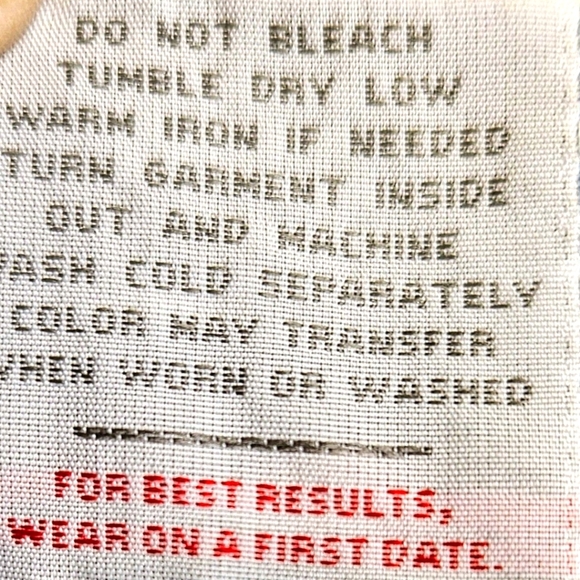 DO NOT BLEACH
TUMBLE DRY LOW
WARM IRON IF NEEDED
TURN GARMENT INSIDE
OUT AND MACHINE
WASH COLD SEPARATELY
COLOR MAY TRANSFER
WHEN WORN OR WASHED
FOR BEST RESULTS,
WEAR ON A FIRST DATE.